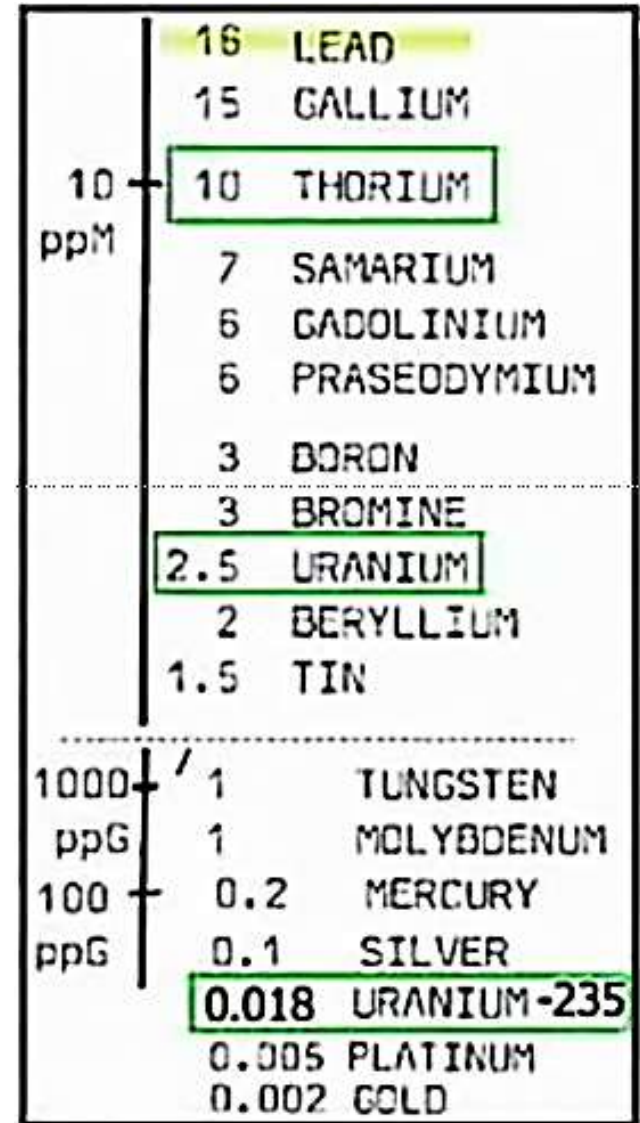 16 LEAD
15 GALLIUM
10 10 THORIUM
ppM
7 SAMARIUM
6 GADOLINIUM
6 PRASEODYMIUM
3 BORON
3 BROMINE
2.5 URANIUM
2 BERYLLIUM
1.5 TIN
1000 1 TUNGSTEN
ppG 1 MOLYBDENUM
100 0.2 MERCURY
ppG 0.1 SILVER
0.018 URANIUM-235
0.005 PLATINUM
0.002 GOLD